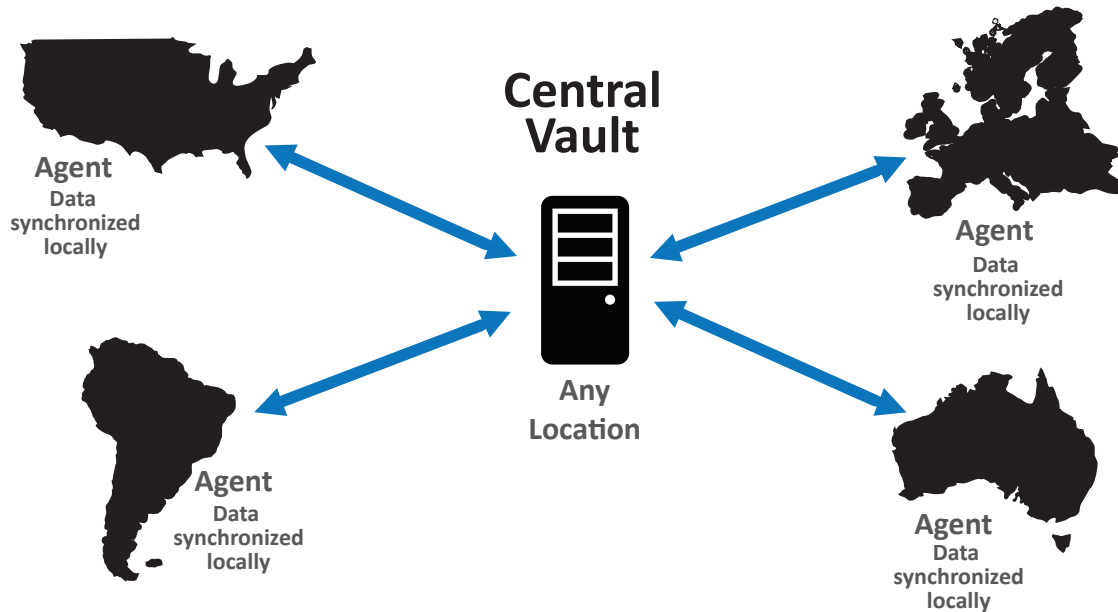 Central
Vault
Agent
Data
synchronized
locally
Agent
Data
synchronized
locally
Any
Location
Agent
Data
synchronized
locally
Agent
Data
synchronized
locally